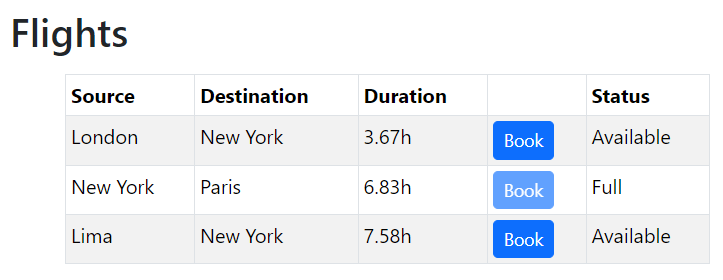 Flights
Source Destination Duration Status
London New York 3.67h Book Available
New York Paris 6.83h Book Full
Lima New York 7.58h Book Available